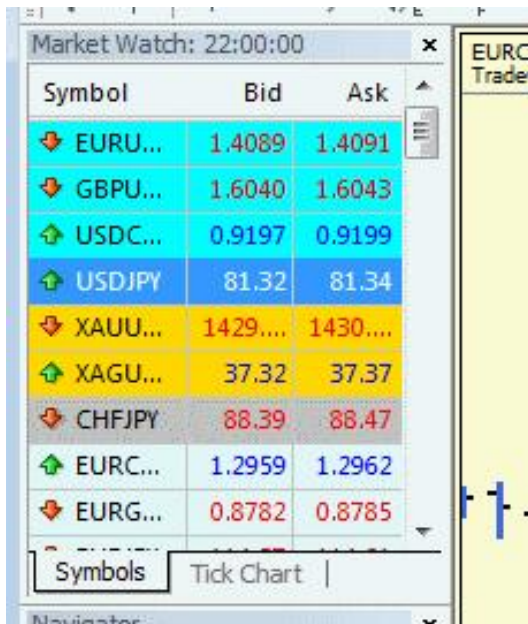 Market Watch: 22:00:00
EURC
Trade
Symbol Bid Ask
EURU... 1.4089 1.4091
GBPU... 1.6040 1.6043
USDC... 0.9197 0.9199
USDJPY 81.32 81.34
XAUU... 1429.... 1430....
XAGU... 37.32 37.37
CHFJPY 88.39 88.47
EURC... 1.2959 1.2962
EURG... 0.8782 0.8785
Symbols Tick Chart
Navigator